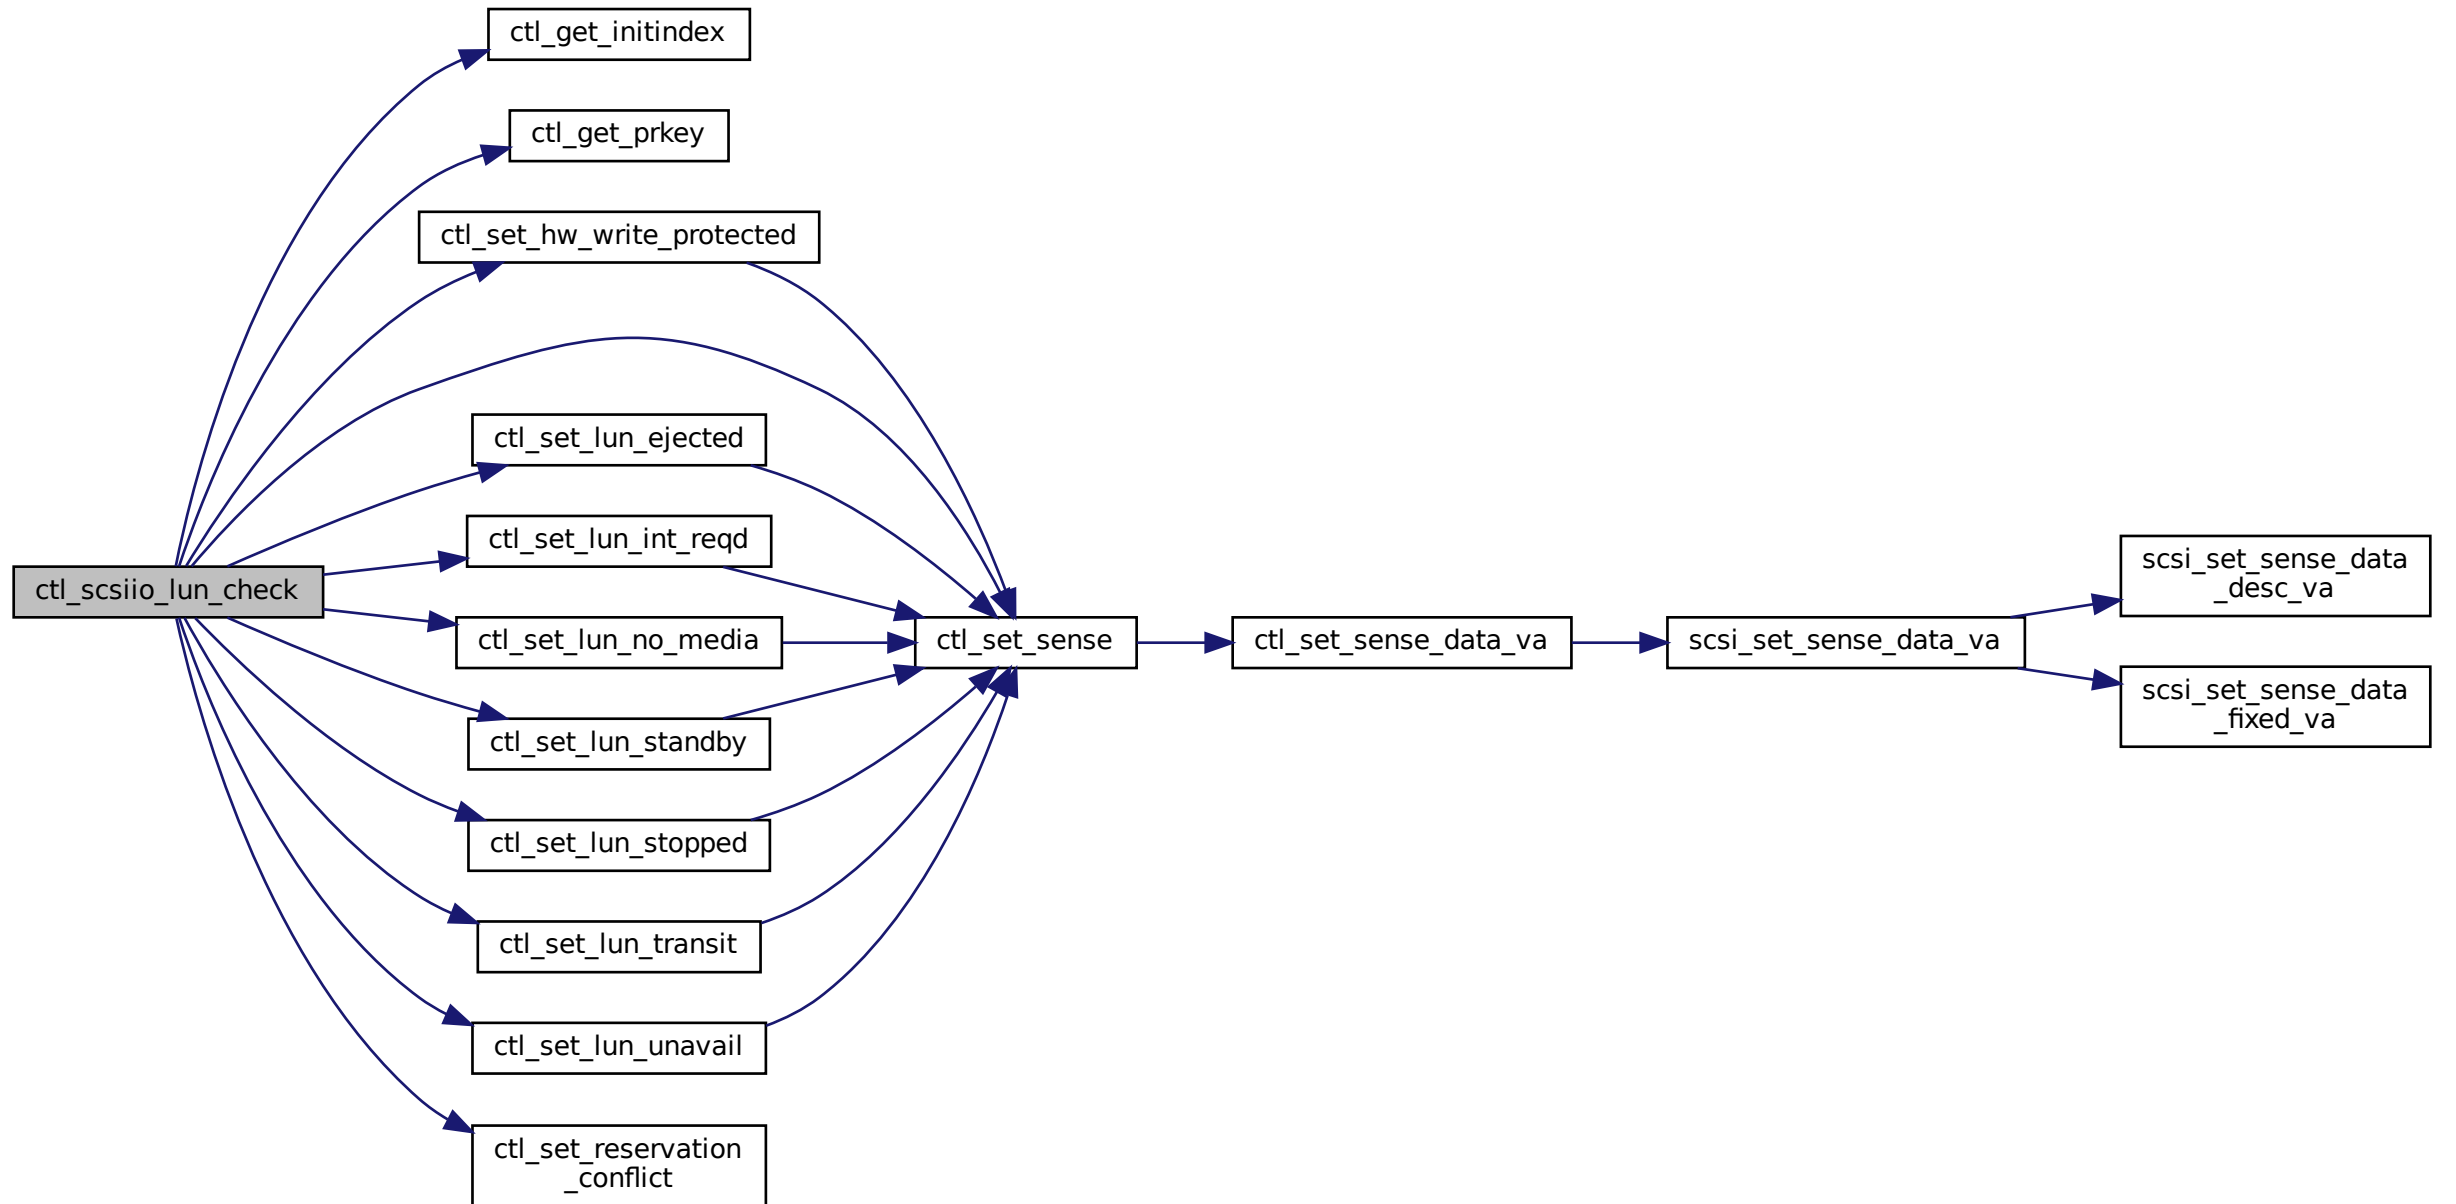 ctl_get_initindex
ctl_get_prkey
ctl_set_hw_write_protected
ctl_set_lun_ejected
ctl_set_lun_int_reqd
ctl_scsiio_lun_check
ctl_set_lun_no_media
ctl_set_sense
ctl_set_sense_data_va
scsi_set_sense_data_va
scsi_set_sense_data
_desc_va
scsi_set_sense_data
_fixed_va
ctl_set_lun_standby
ctl_set_lun_stopped
ctl_set_lun_transit
ctl_set_lun_unavail
ctl_set_reservation
_conflict